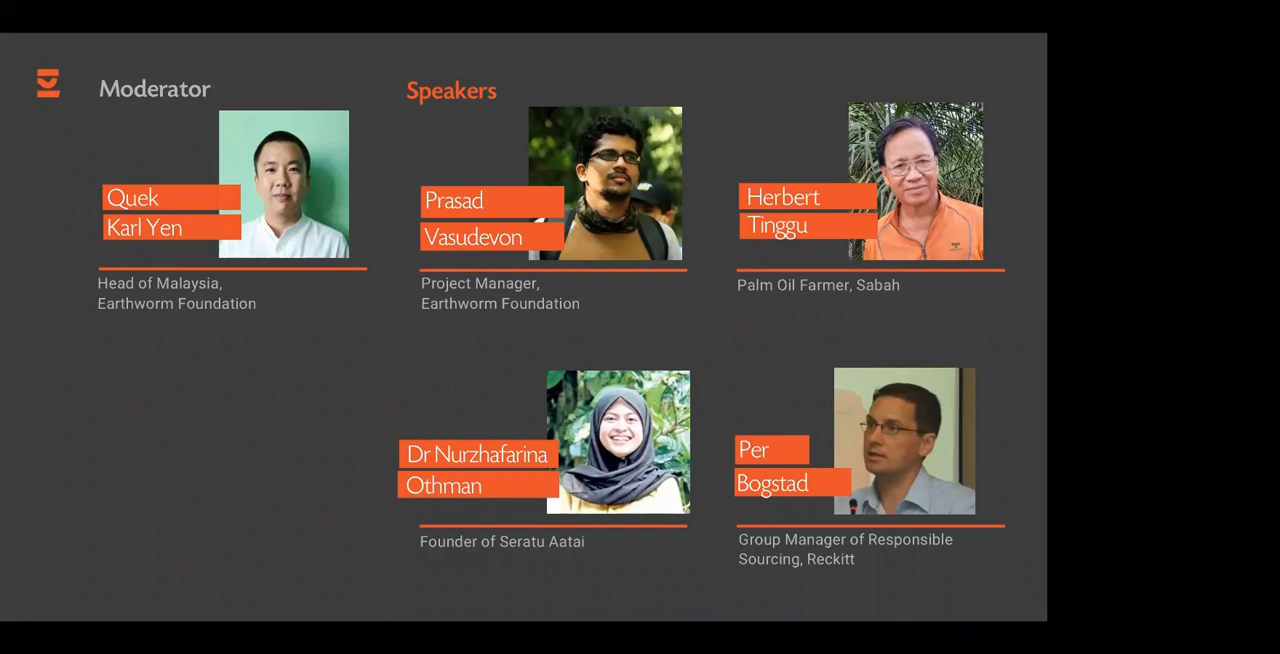 Moderator
Quek
Karl Yen
Head of Malaysia,
Earthworm Foundation
Speakers
Prasad
Vasudevon
Project Manager,
Earthworm Foundation
Herbert
Tinggu
Palm Oil Farmer, Sabah
Dr Nurzhafarina
Othman
Founder of Seratu Aatai
Per
Bogstad
Group Manager of Responsible
Sourcing, Reckitt